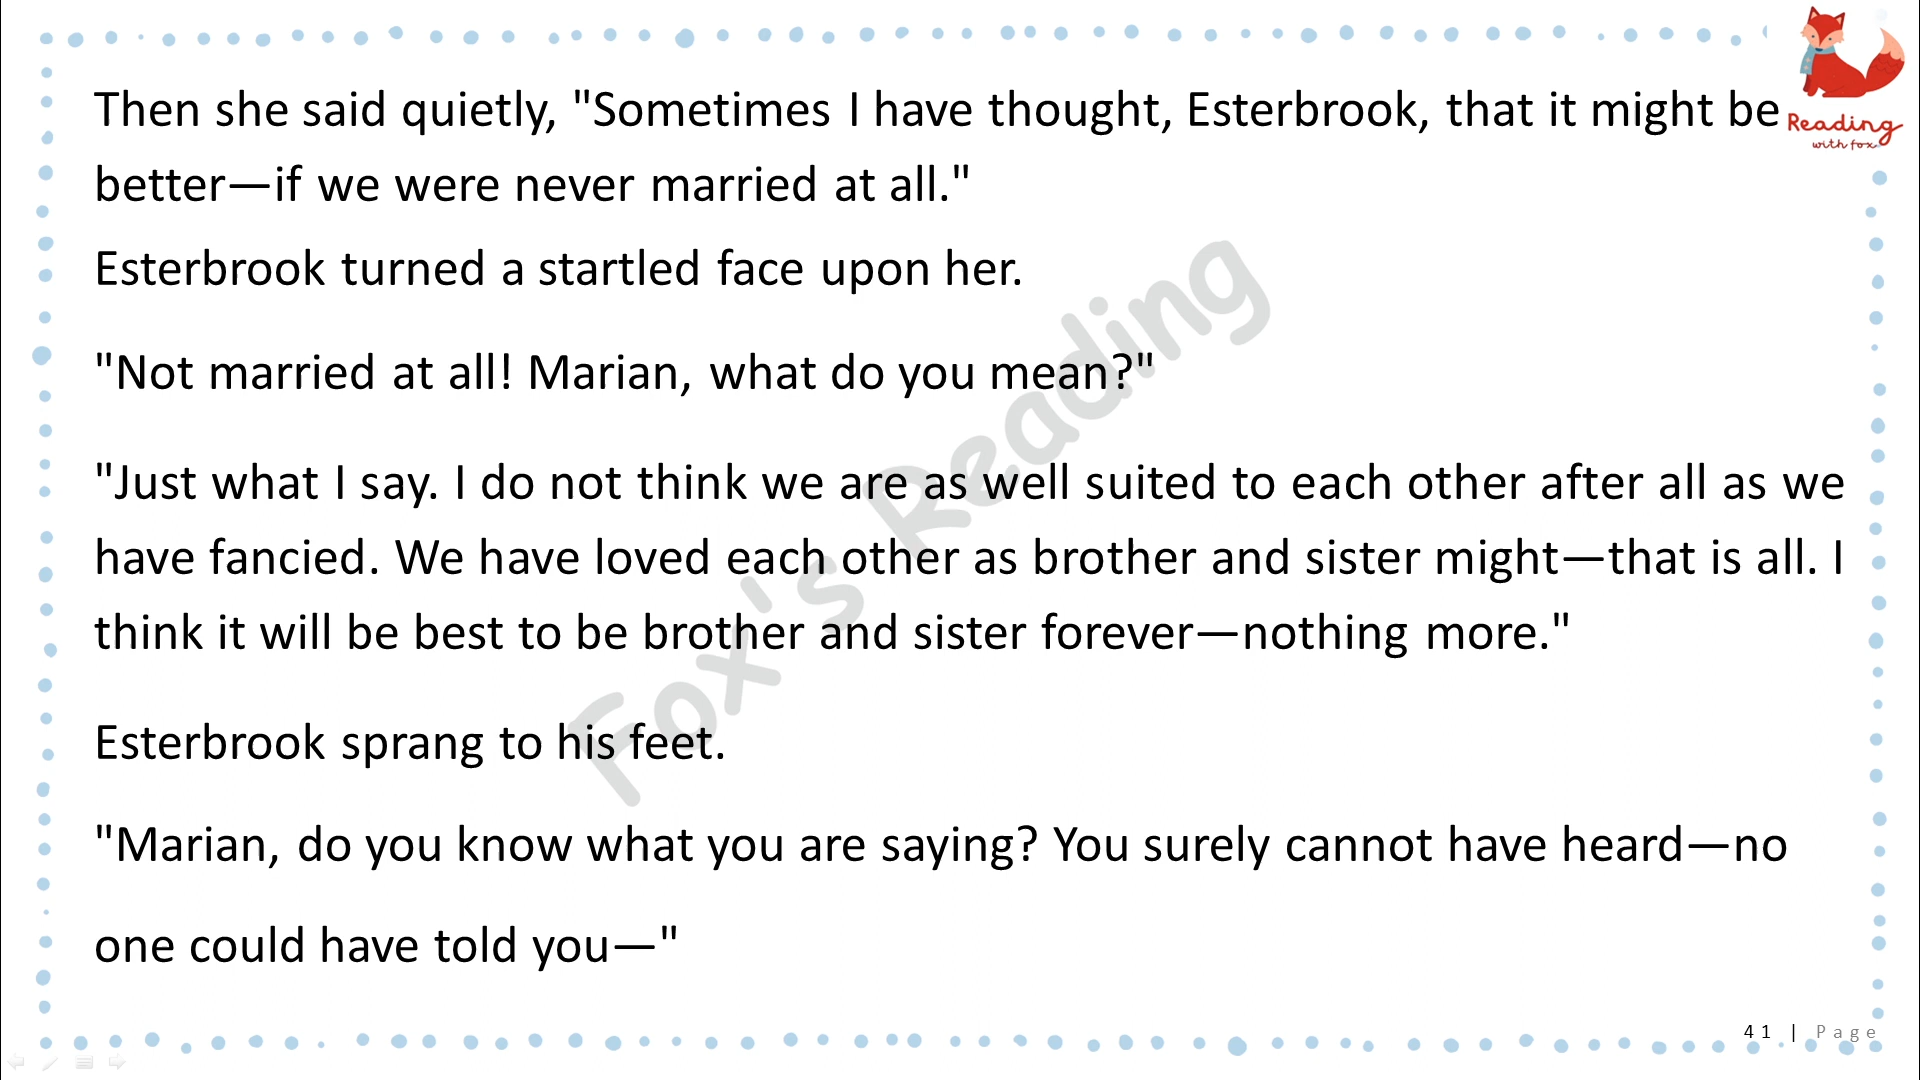 Then she said quietly, "Sometimes I have thought, Esterbrook, that it might be
better—if we were never married at all."
Esterbrook turned a startled face upon her.
"Not married at all! Marian, what do you mean?"
"Just what I say. I do not think we are as well suited to each other after all as we
have fancied. We have loved each other as brother and sister might—that is all. I
think it will be best to be brother and sister forever—nothing more."
Esterbrook sprang to his feet.
"Marian, do you know what you are saying? You surely cannot have heard—no
one could have told you—"
Reading
with fox
Fox's Reading
41 | Page